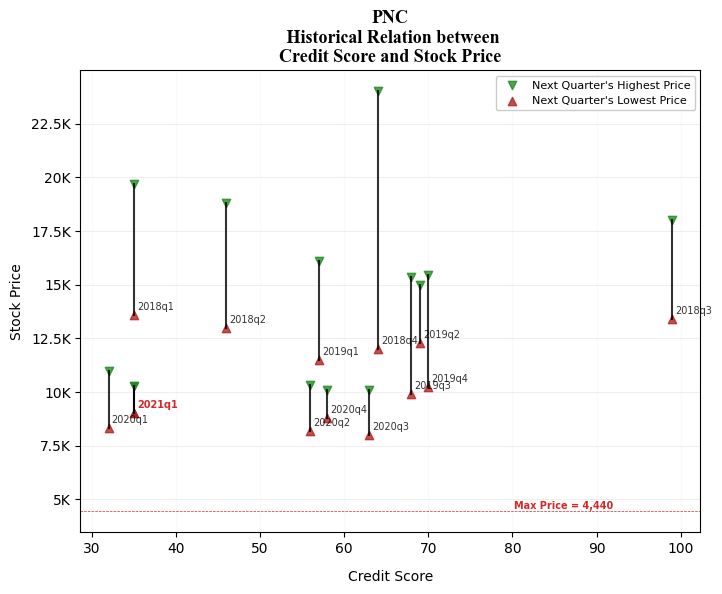 PNC
Historical Relation between
Credit Score and Stock Price
Next Quarter's Highest Price
Next Quarter's Lowest Price
22.5K
20K
17.5K
15K
12.5K
10K
7.5K
5K
Stock Price
2018q1
2018q2
2018q3
2018q4
2019q1
2019q2
2019q3
2019q4
2020q1
2020q2
2020q3
2020q4
2021q1
Max Price = 4,440
30 40 50 60 70 80 90 100
Credit Score